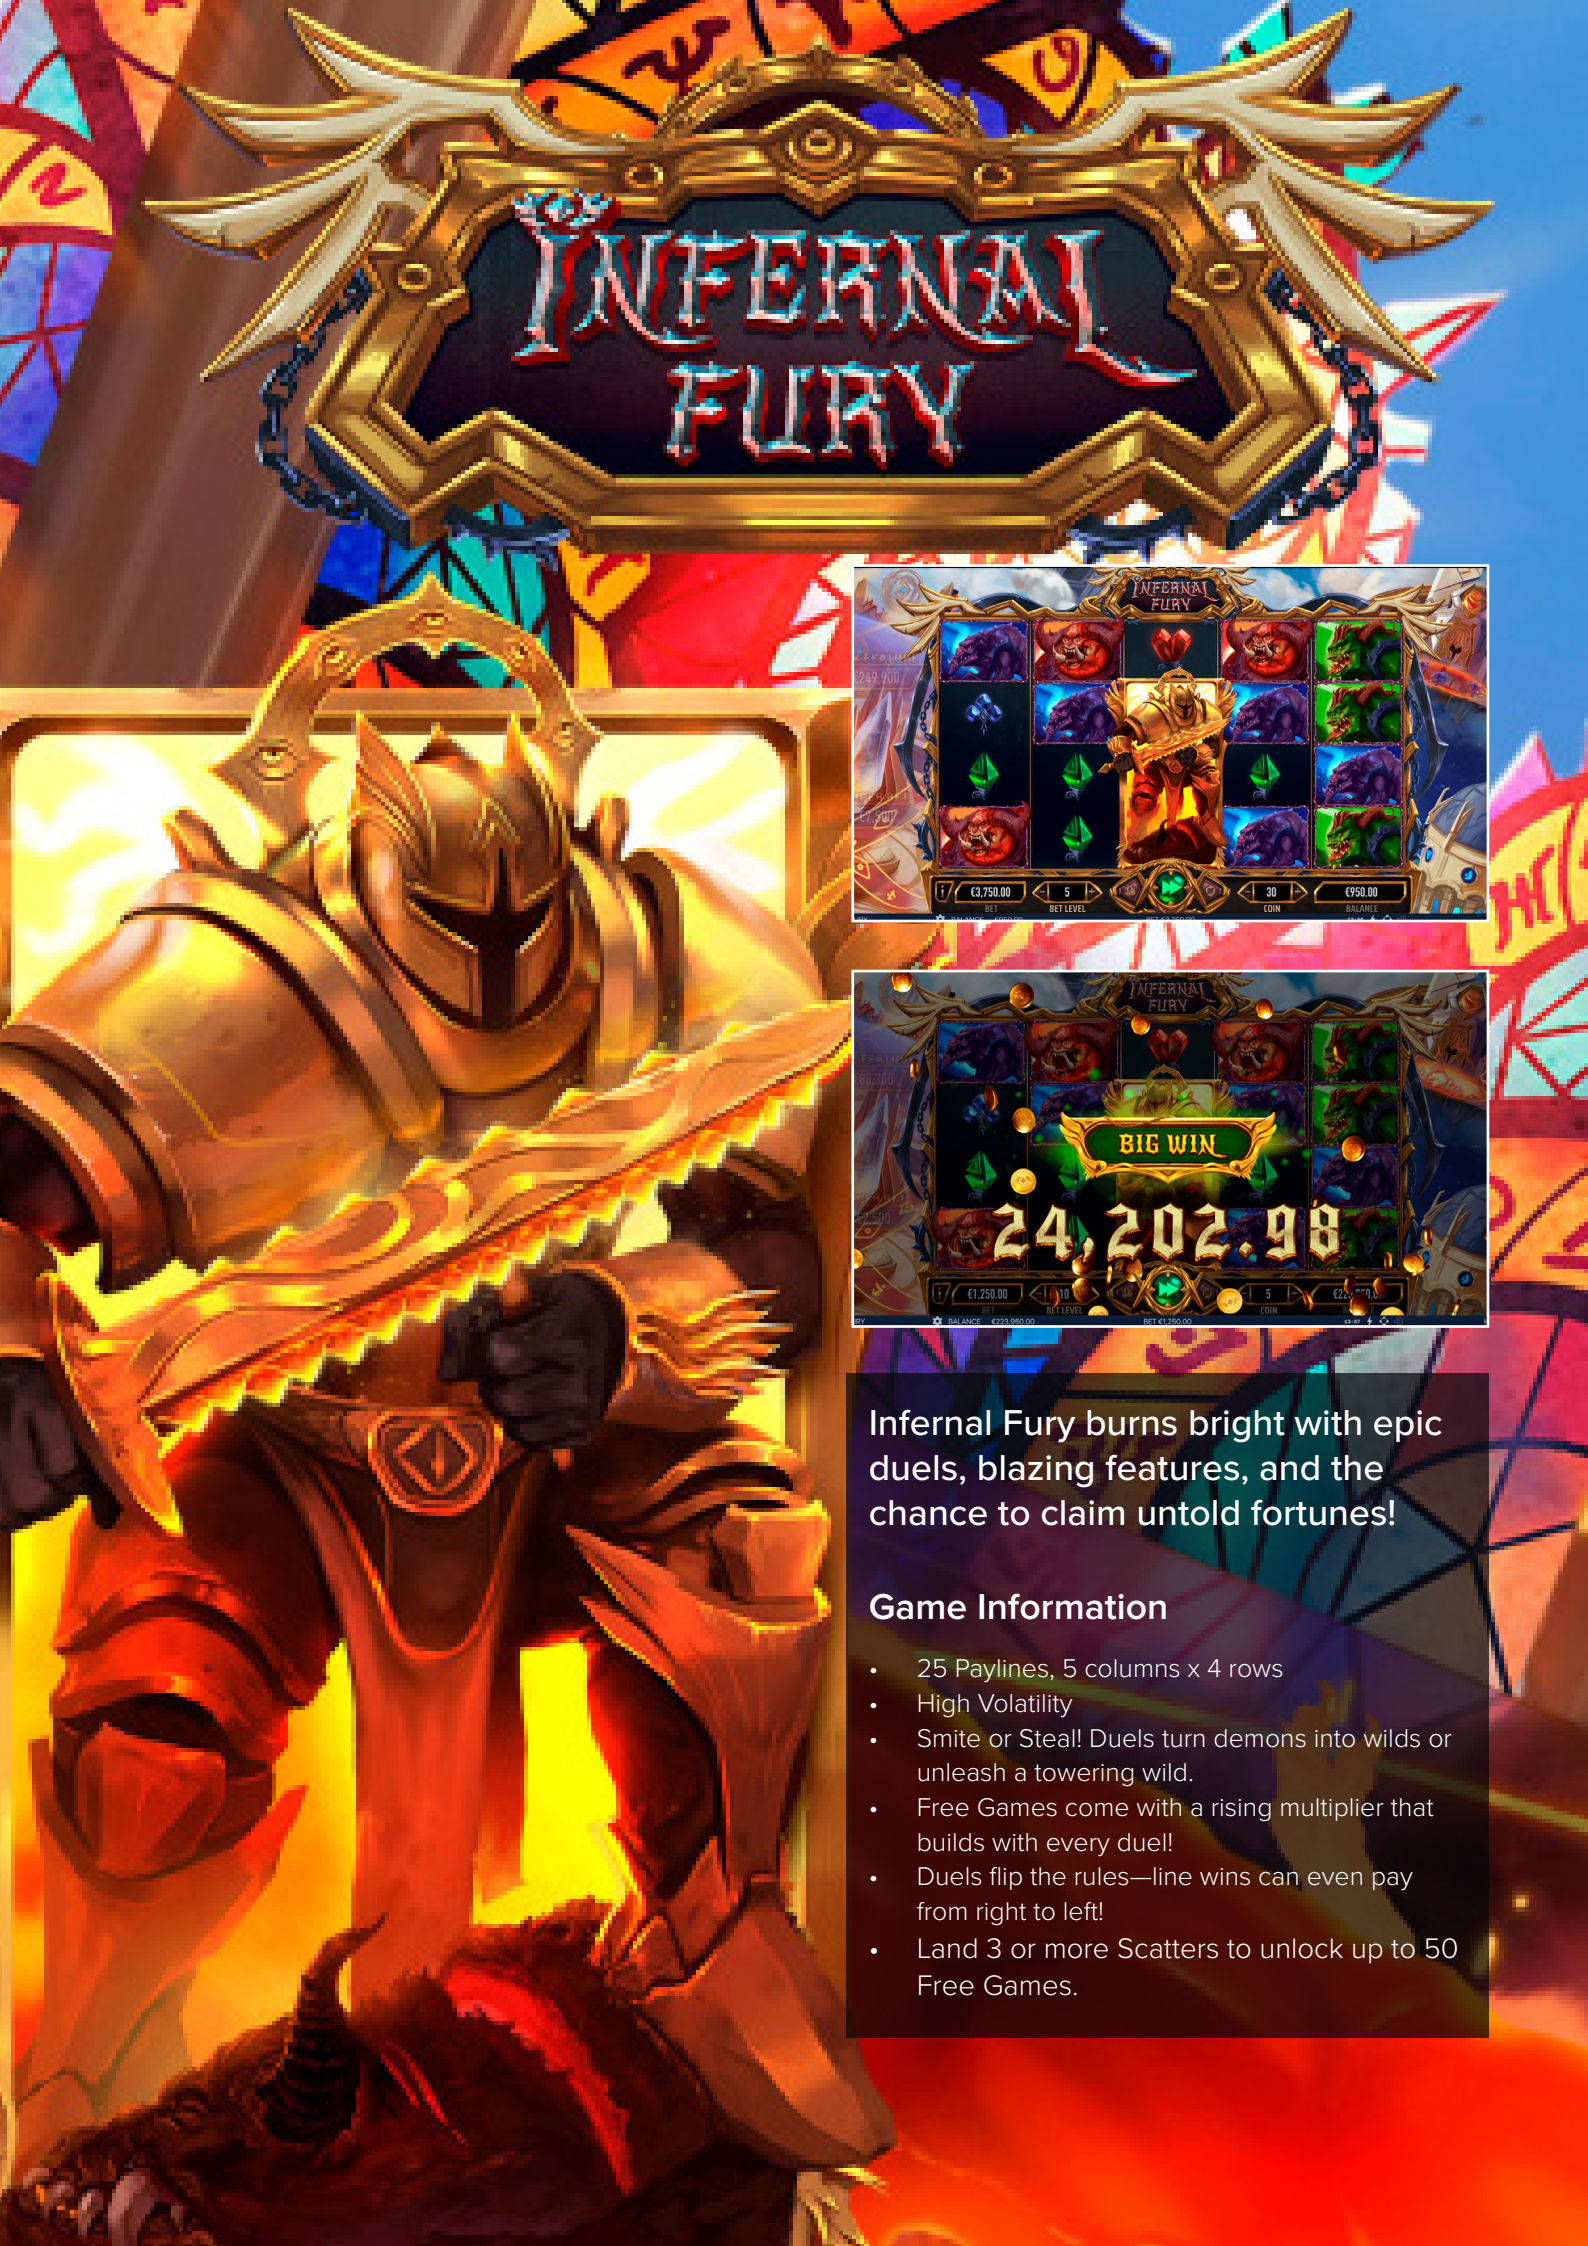 INFERNAL
FURY
INFERNAL
FURY
€249,900
€3,750.00
5
30
€950.00
BET
BET LEVEL
COIN
BALANCE
INFERNAL
FURY
BIG WIN
24,202.98
€1,250.00
10
5
BET
BET LEVEL
COIN
BALANCE €223,950.00
BET €1,250.00
Infernal Fury burns bright with epic
duels, blazing features, and the
chance to claim untold fortunes!
Game Information
• 25 Paylines, 5 columns x 4 rows
• High Volatility
• Smite or Steal! Duels turn demons into wilds or
unleash a towering wild.
• Free Games come with a rising multiplier that
builds with every duel!
• Duels flip the rules—line wins can even pay
from right to left!
• Land 3 or more Scatters to unlock up to 50
Free Games.